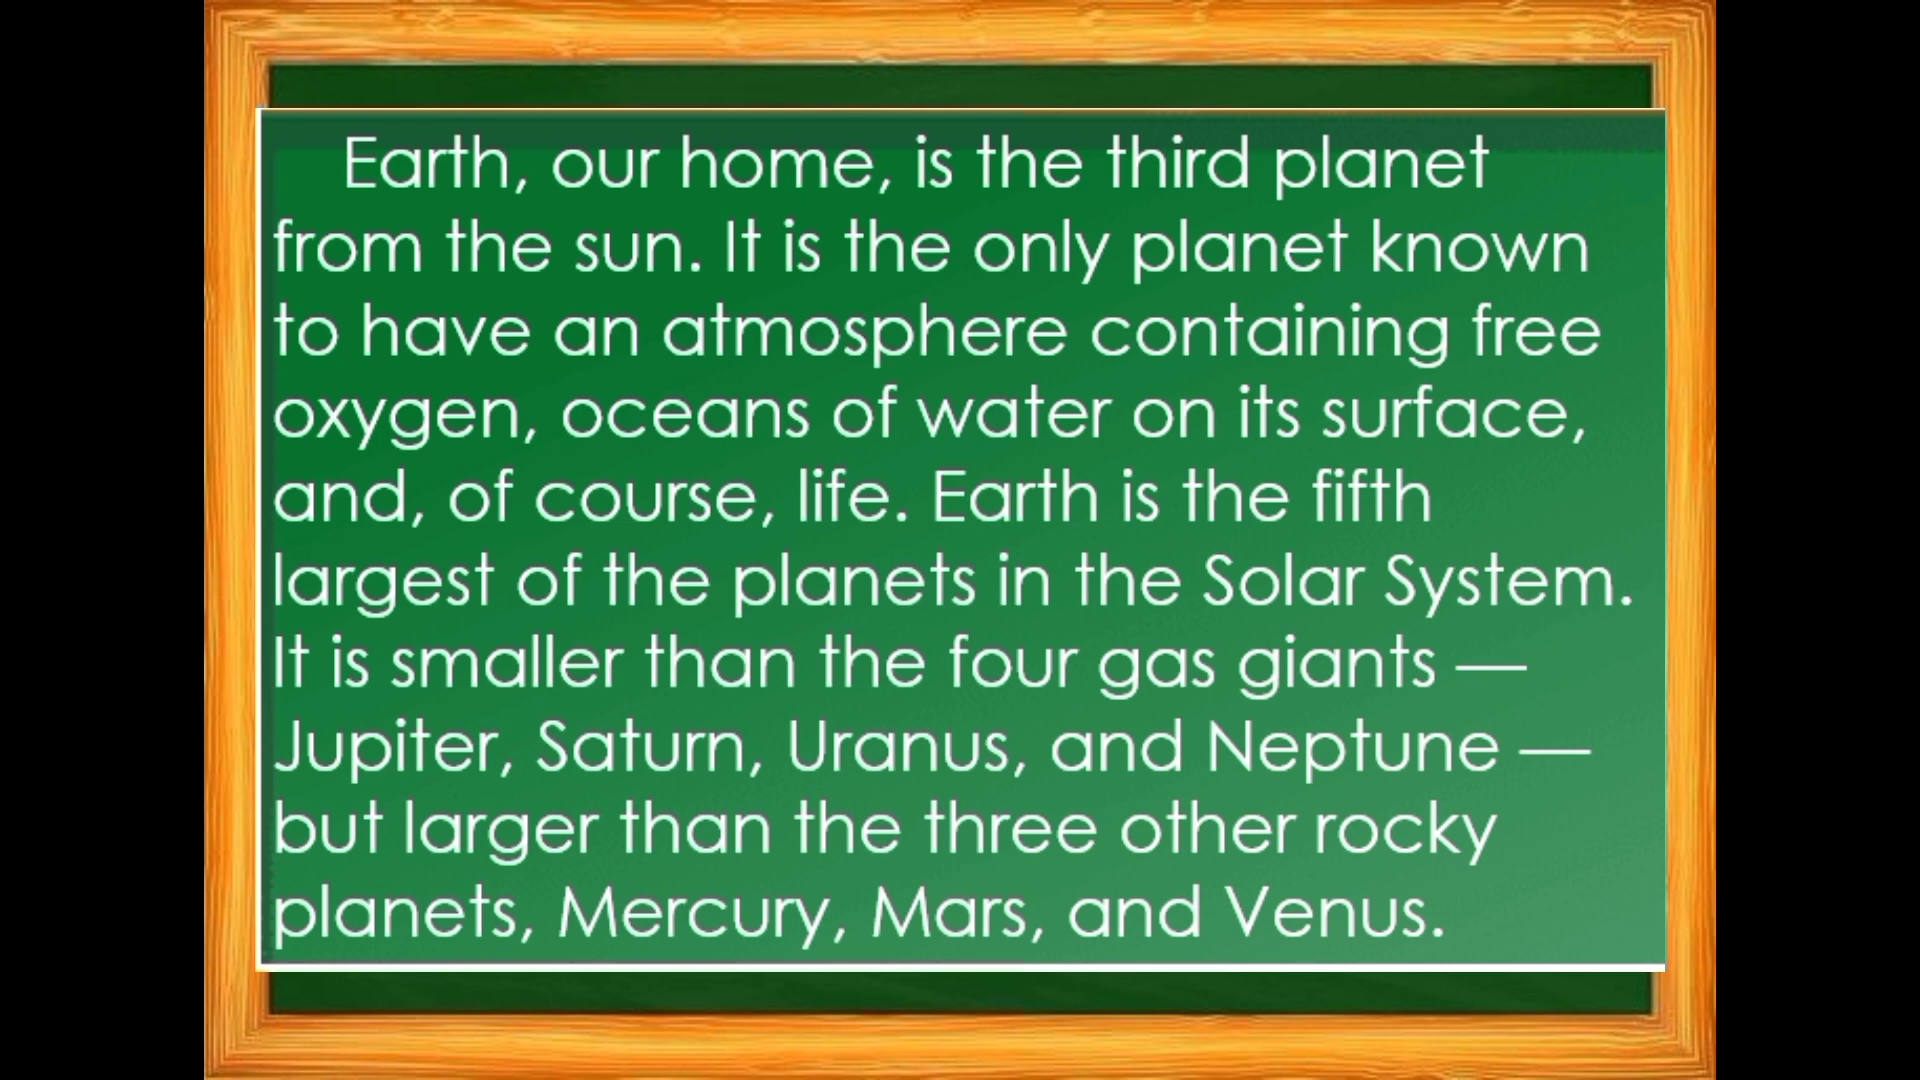 Earth, our home, is the third planet
from the sun. It is the only planet known
to have an atmosphere containing free
oxygen, oceans of water on its surface,
and, of course, life. Earth is the fifth
largest of the planets in the Solar System.
It is smaller than the four gas giants —
Jupiter, Saturn, Uranus, and Neptune —
but larger than the three other rocky
planets, Mercury, Mars, and Venus.